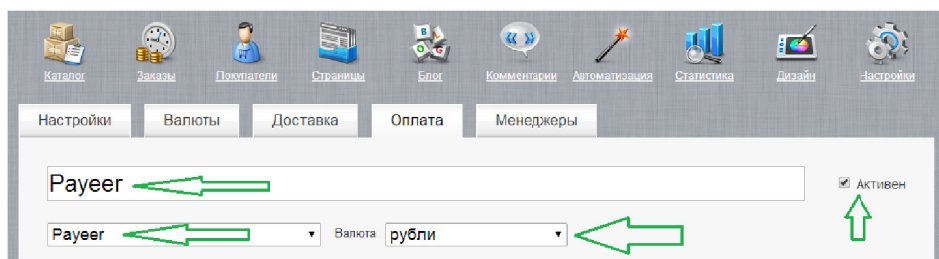 Каталог Заказы Покупатели Страницы Блог Комментарии Автоматизация Статистика Дизайн Настройки
Настройки Валюты Доставка Оплата Менеджеры
Payeer Активен
Payeer Валюта рубли